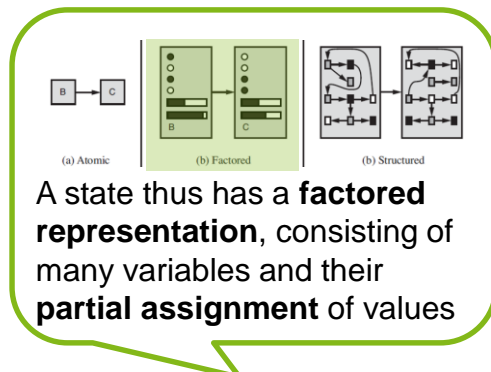 B C B C
(a) Atomic (b) Factored (b) Structured
A state thus has a factored
representation, consisting of
many variables and their
partial assignment of values